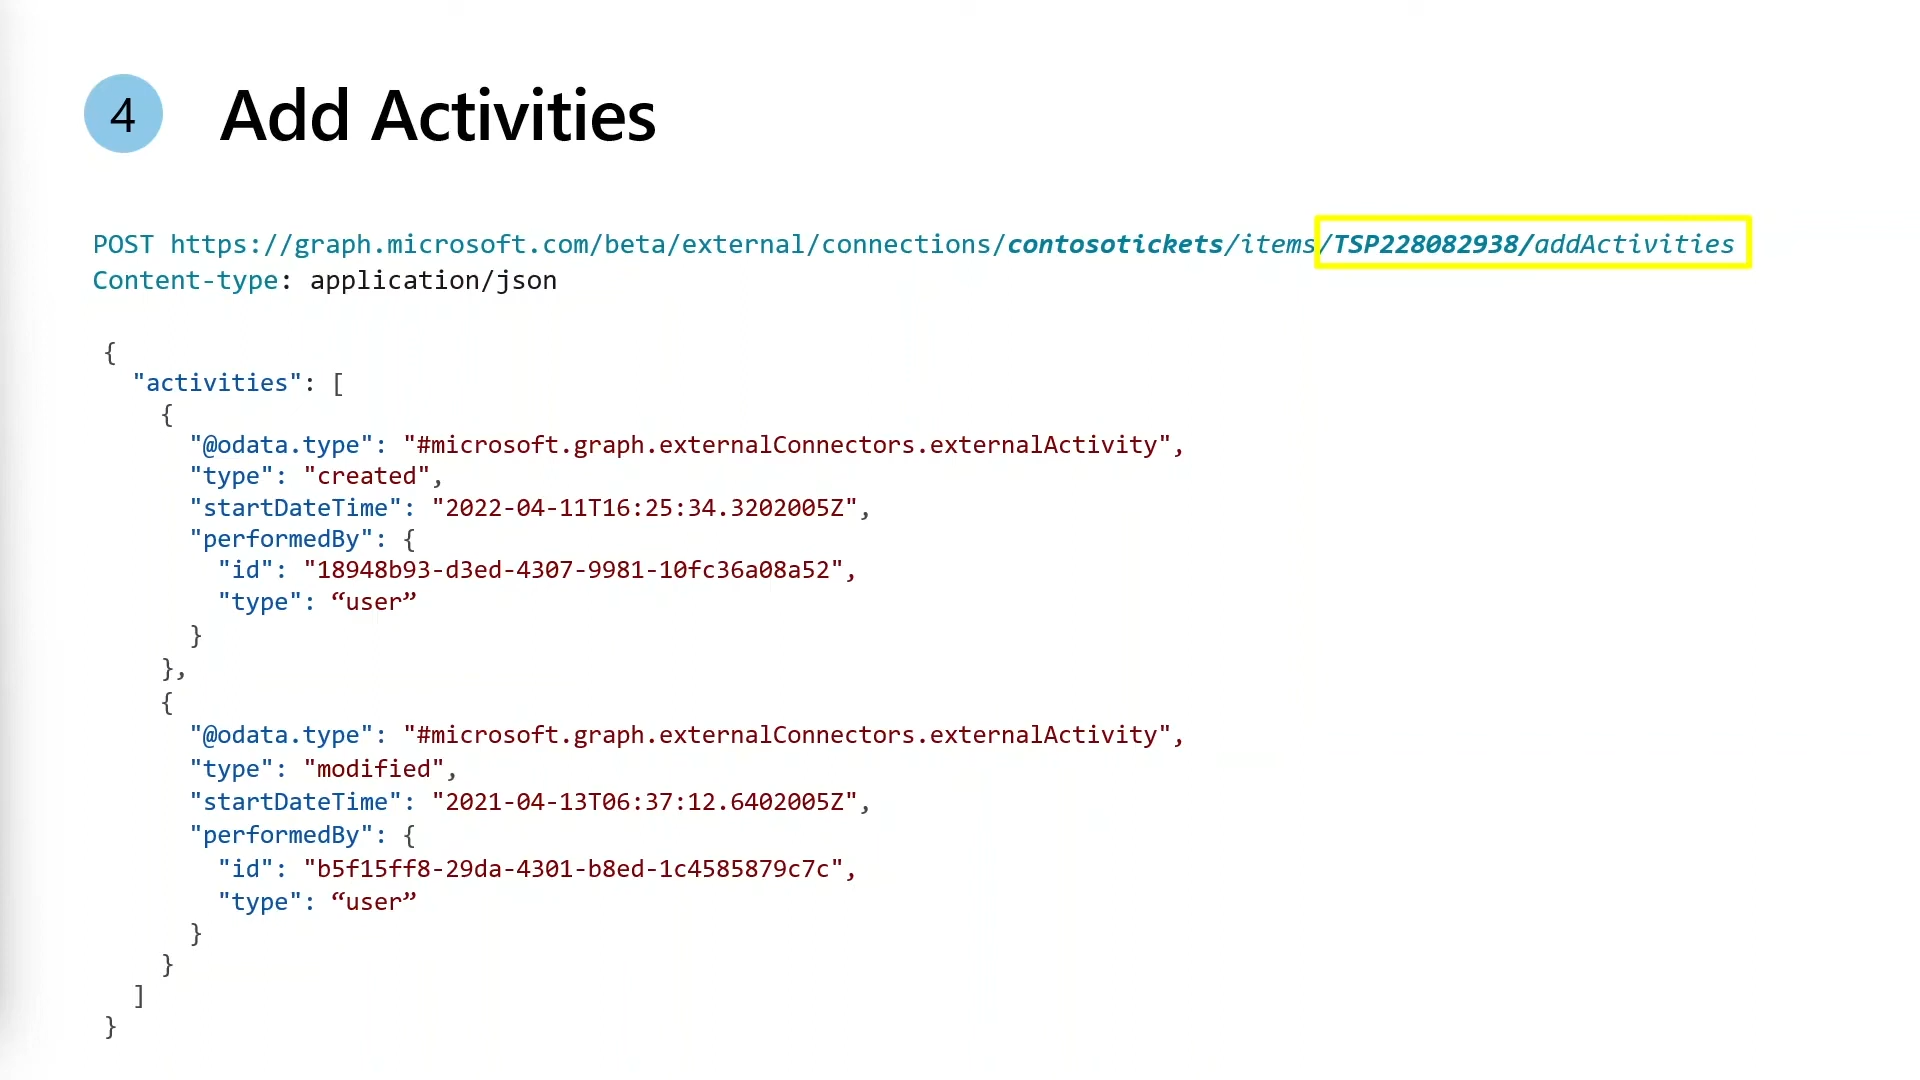 4
Add Activities
POST https://graph.microsoft.com/beta/external/connections/contosotickets/items/TSP228082938/addActivities
Content-type: application/json
{
"activities": [
{
"@odata.type": "#microsoft.graph.externalConnectors.externalActivity",
"type": "created",
"startDateTime": "2022-04-11T16:25:34.3202005Z",
"performedBy": {
"id": "18948b93-d3ed-4307-9981-10fc36a08a52",
"type": “user”
}
},
{
"@odata.type": "#microsoft.graph.externalConnectors.externalActivity",
"type": "modified",
"startDateTime": "2021-04-13T06:37:12.6402005Z",
"performedBy": {
"id": "b5f15ff8-29da-4301-b8ed-1c4585879c7c",
"type": “user”
}
}
]
}